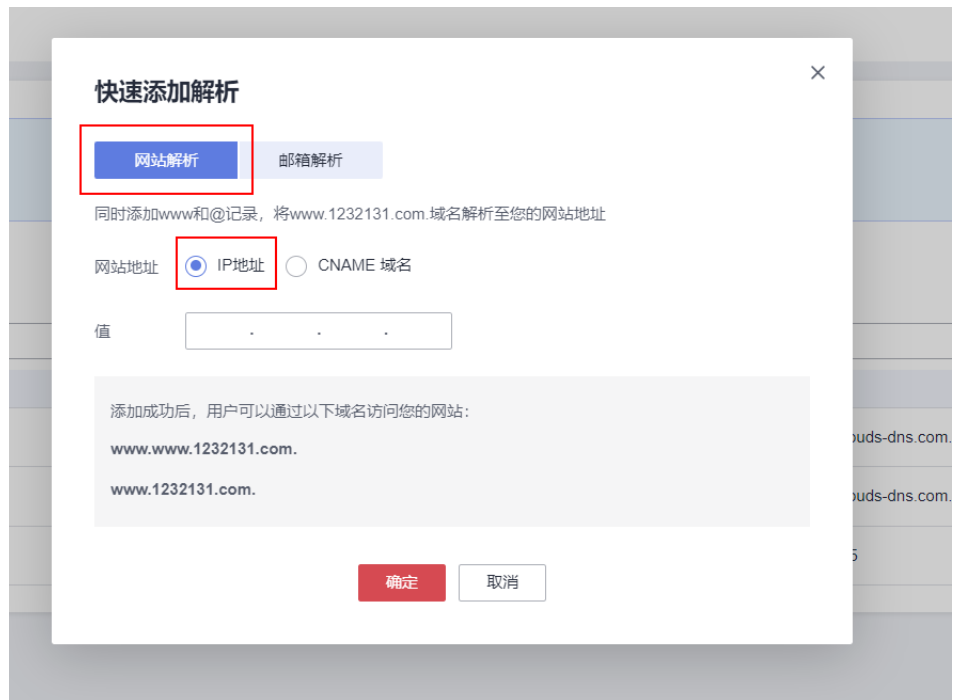 快速添加解析
网站解析 邮箱解析
同时添加www和@记录，将www.1232131.com.域名解析至您的网站地址
网站地址 IP地址 CNAME 域名
值 . . .
添加成功后，用户可以通过以下域名访问您的网站：
www.www.1232131.com.
uds-dns.com.
www.1232131.com.
uds-dns.com.
确定 取消